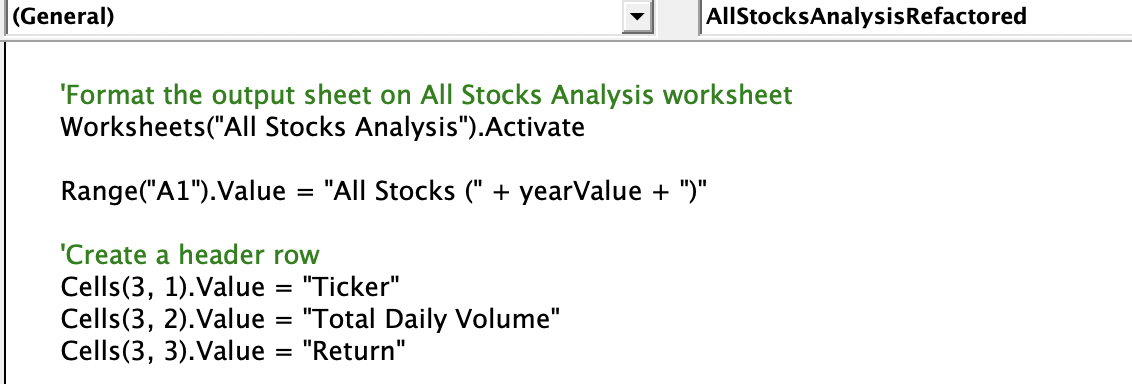 (General) AllStocksAnalysisRefactored
'Format the output sheet on All Stocks Analysis worksheet
Worksheets("All Stocks Analysis").Activate
Range("A1").Value = "All Stocks (" + yearValue + ")"
'Create a header row
Cells(3, 1).Value = "Ticker"
Cells(3, 2).Value = "Total Daily Volume"
Cells(3, 3).Value = "Return"